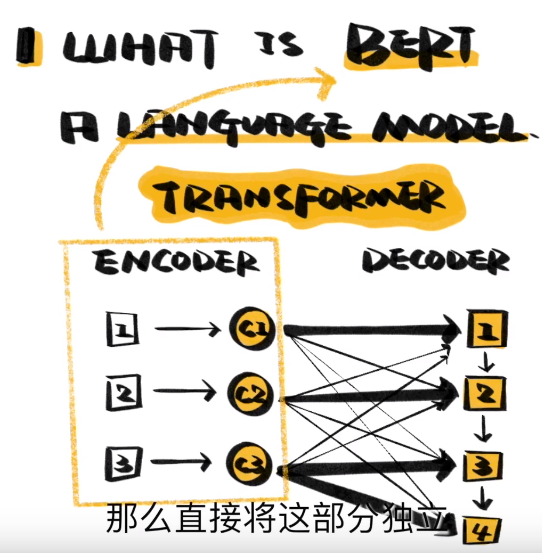 1 WHAT IS BERT
A LANGUAGE MODEL.
TRANSFORMER
ENCODER DECODER
1 C1 1
2 C2 2
3 C3 3
4
那么直接将这部分独立